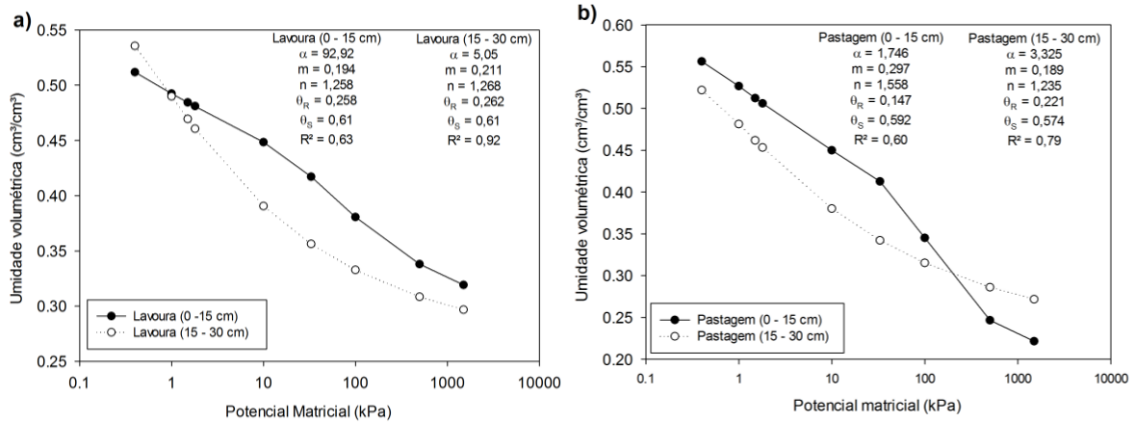 a)
Umidade volumétrica (cm³/cm³)
0.55
0.50
0.45
0.40
0.35
0.30
0.25
Lavoura (0 - 15 cm)
α = 92,92
m = 0,194
n = 1,258
θR = 0,258
θS = 0,61
R² = 0,63
Lavoura (15 - 30 cm)
α = 5,05
m = 0,211
n = 1,268
θR = 0,262
θS = 0,61
R² = 0,92
Lavoura (0 -15 cm)
Lavoura (15 - 30 cm)
0.1 1 10 100 1000 10000
Potencial Matricial (kPa)
b)
Umidade volumétrica (cm³/cm³)
0.60
0.55
0.50
0.45
0.40
0.35
0.30
0.25
0.20
Pastagem (0 - 15 cm)
α = 1,746
m = 0,297
n = 1,558
θR = 0,147
θS = 0,592
R² = 0,60
Pastagem (15 - 30 cm)
α = 3,325
m = 0,189
n = 1,235
θR = 0,221
θS = 0,574
R² = 0,79
Pastagem (0 - 15 cm)
Pastagem (15 - 30 cm)
0.1 1 10 100 1000 10000
Potencial matricial (kPa)